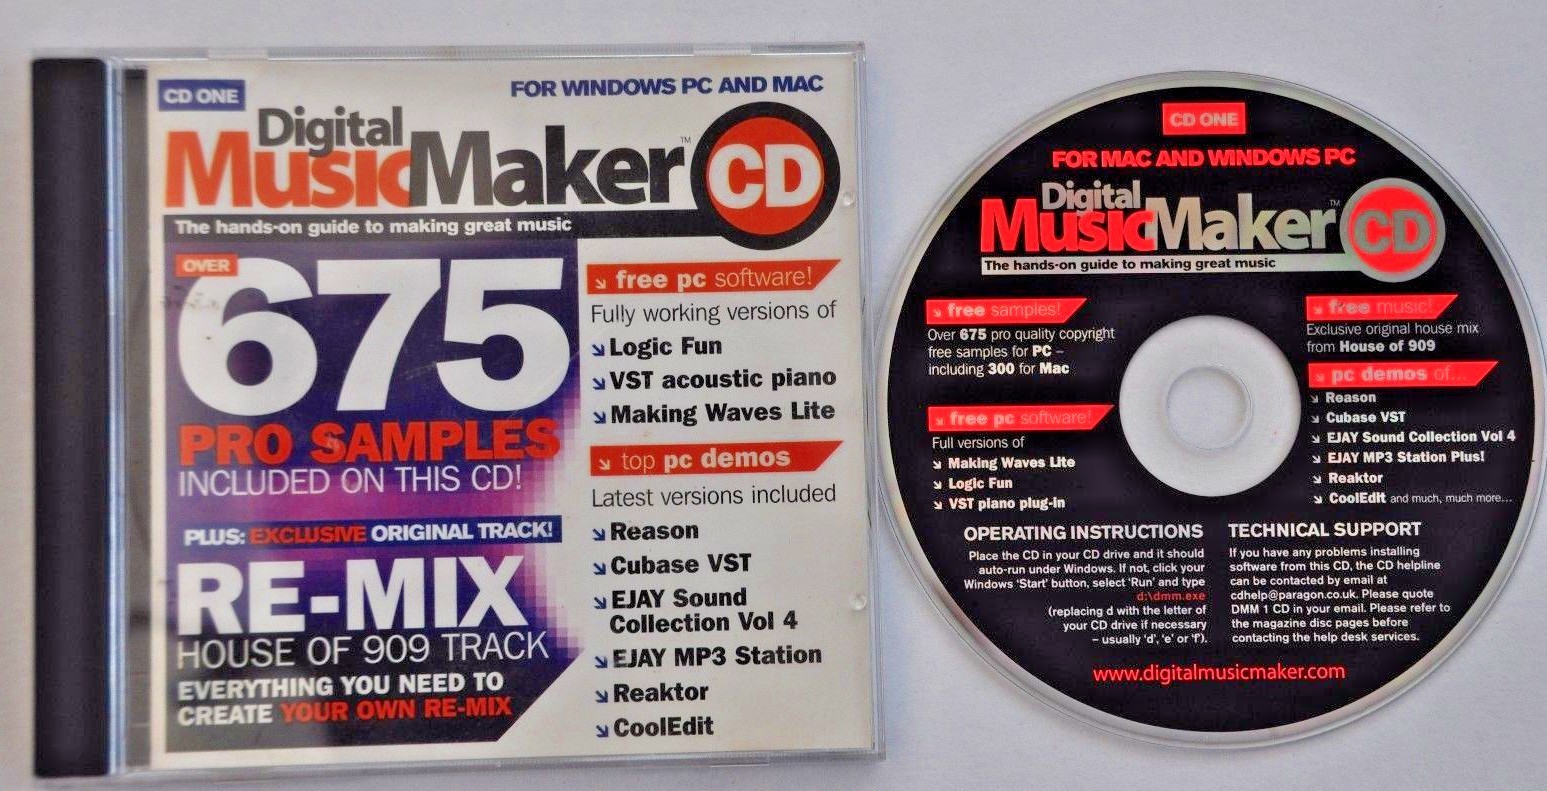 CD ONE
FOR WINDOWS PC AND MAC
Digital
MusicMaker™ CD
The hands-on guide to making great music
OVER
675
PRO SAMPLES
INCLUDED ON THIS CD!
PLUS: EXCLUSIVE ORIGINAL TRACK!
RE-MIX
HOUSE OF 909 TRACK
EVERYTHING YOU NEED TO
CREATE YOUR OWN RE-MIX
free pc software!
Fully working versions of
Logic Fun
VST acoustic piano
Making Waves Lite
top pc demos
Latest versions included
Reason
Cubase VST
EJAY Sound
Collection Vol 4
EJAY MP3 Station
Reaktor
CoolEdit
CD ONE
FOR MAC AND WINDOWS PC
Digital
MusicMaker™ CD
The hands-on guide to making great music
free samples!
Over 675 pro quality copyright
free samples for PC –
including 300 for Mac
free pc software!
Full versions of
Making Waves Lite
Logic Fun
VST piano plug-in
free music!
Exclusive original house mix
from House of 909
pc demos of...
Reason
Cubase VST
EJAY Sound Collection Vol 4
EJAY MP3 Station Plus!
Reaktor
CoolEdit and much, much more...
OPERATING INSTRUCTIONS
Place the CD in your CD drive and it should
auto-run under Windows. If not, click your
Windows 'Start' button, select 'Run' and type
d:\dmm.exe
(replacing d with the letter of
your CD drive if necessary
– usually 'd', 'e' or 'f').
TECHNICAL SUPPORT
If you have any problems installing
software from this CD, the CD helpline
can be contacted by email at
cdhelp@paragon.co.uk. Please quote
DMM 1 CD in your email. Please refer to
the magazine disc pages before
contacting the help desk services.
www.digitalmusicmaker.com